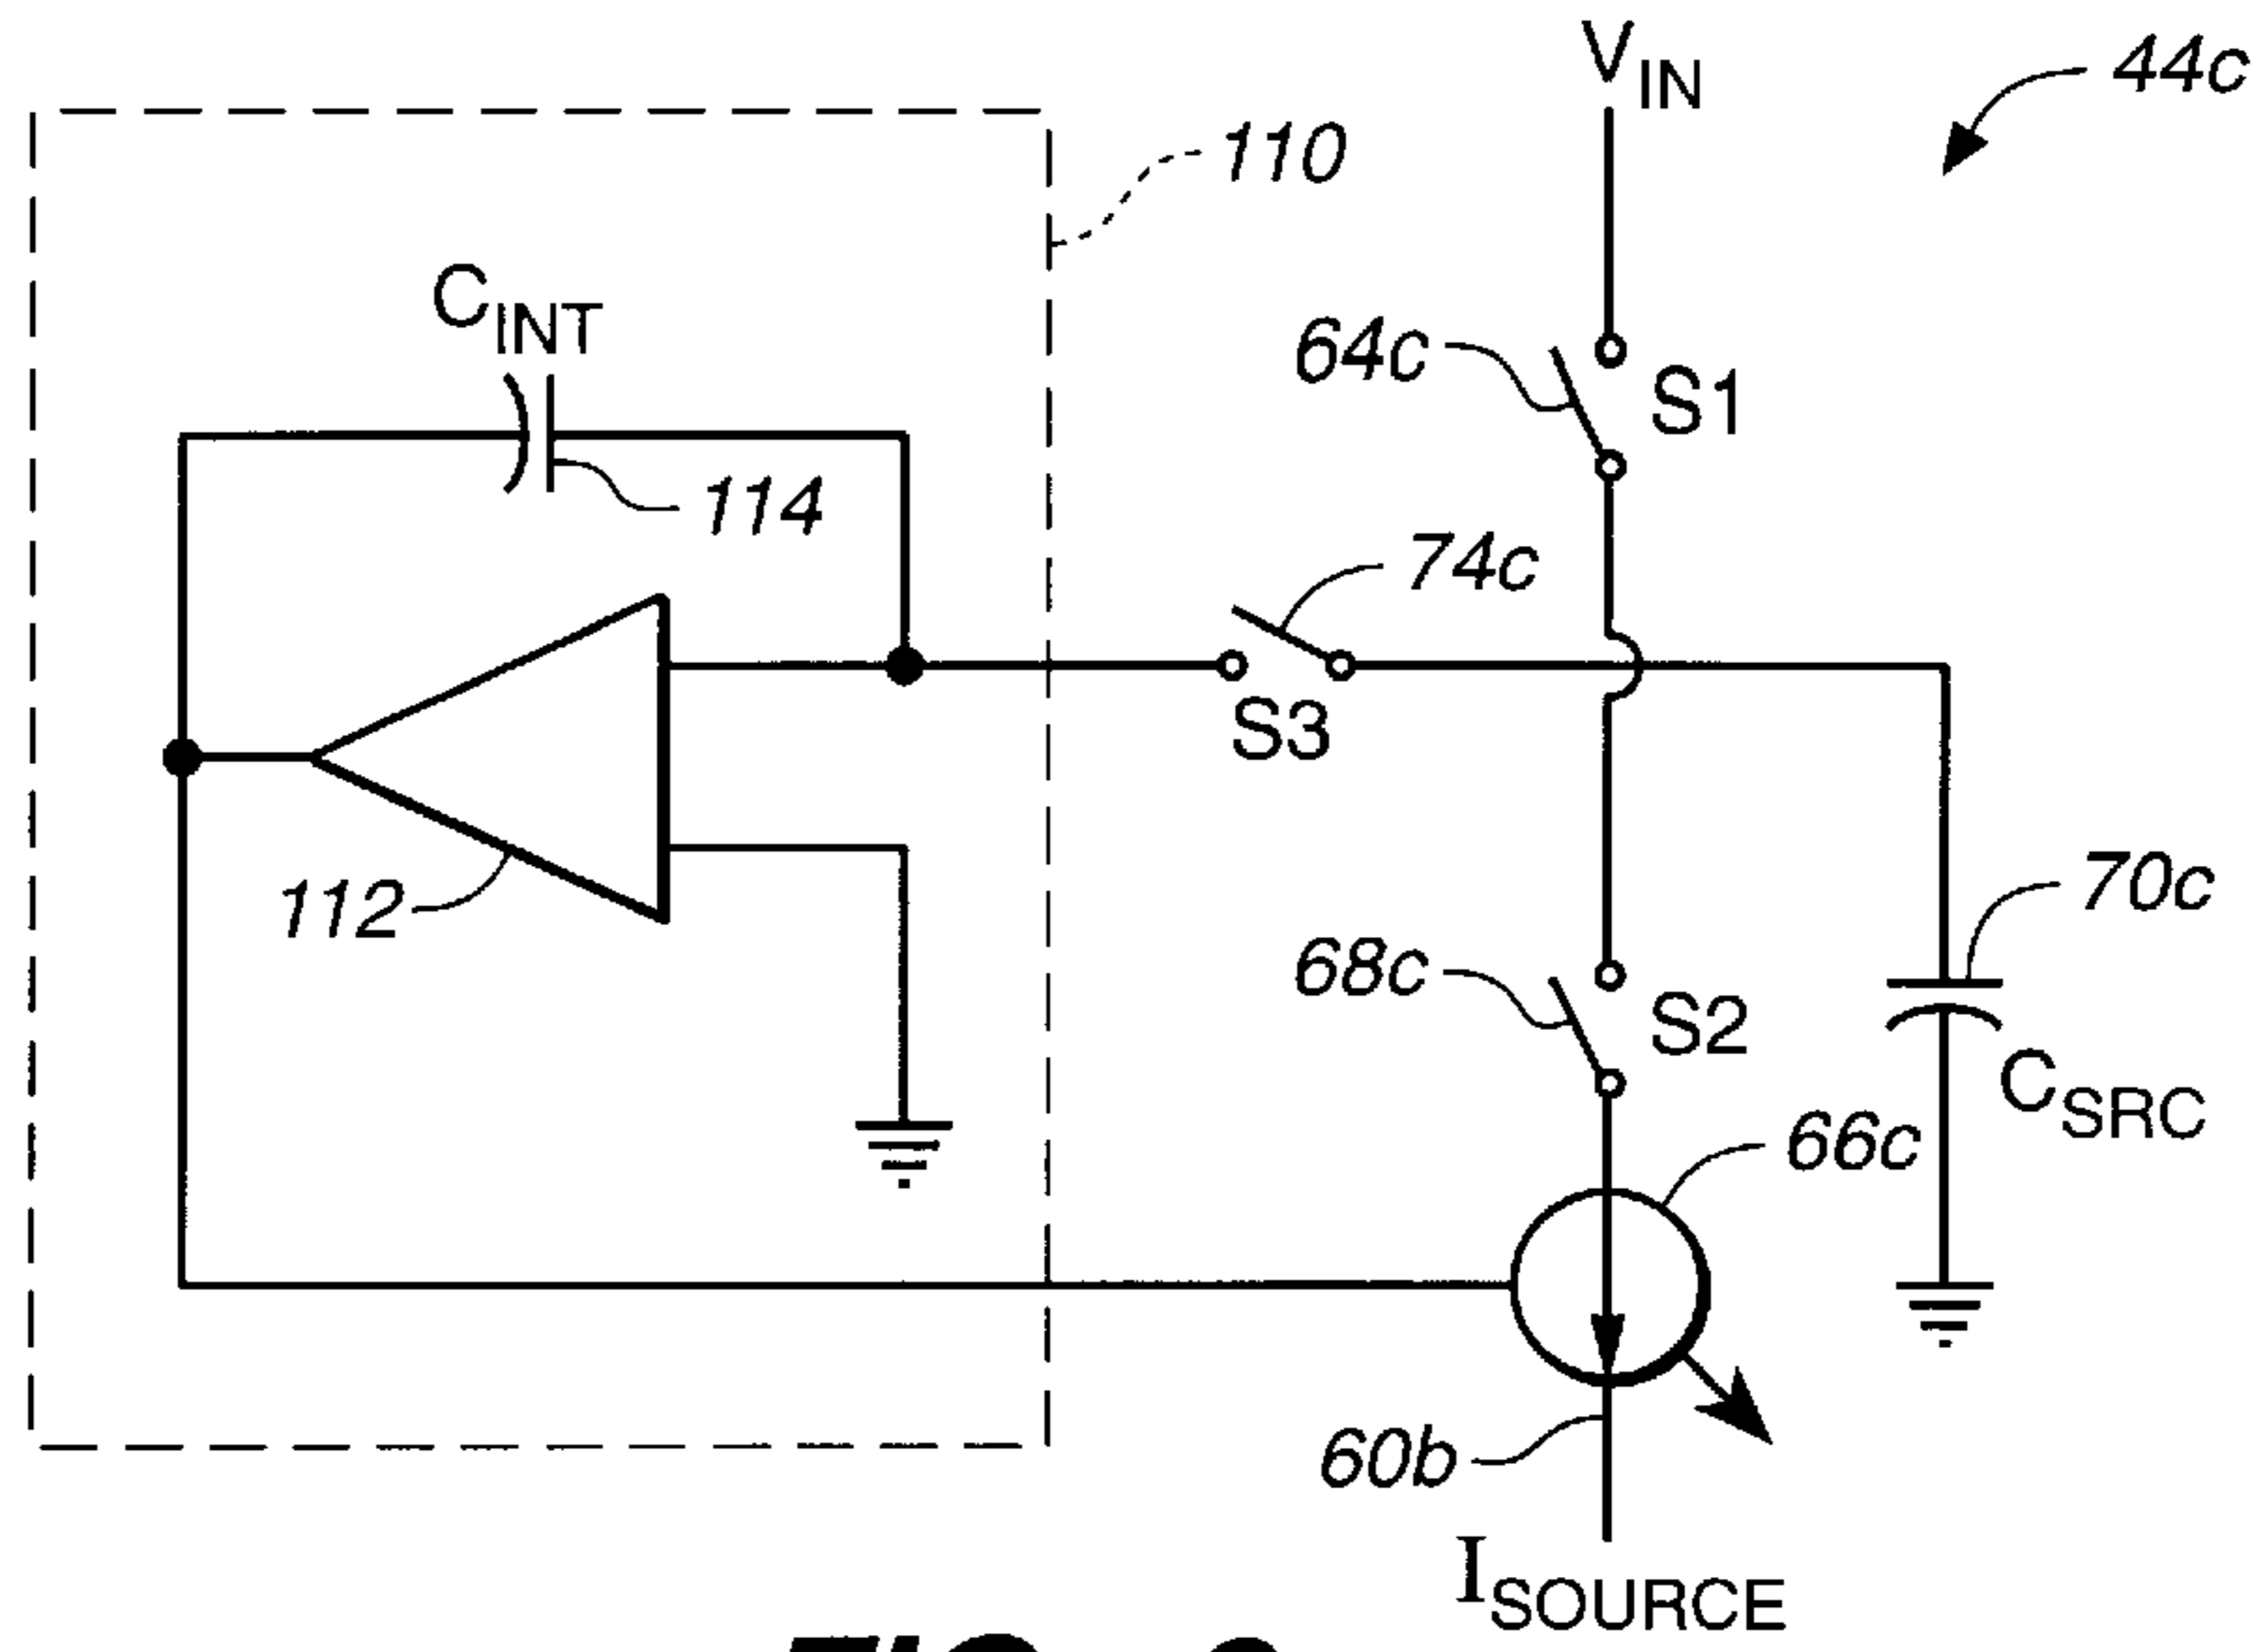 V_IN
44c
110
C_INT
64c
S1
114
74c
S3
112
70c
68c
S2
C_SRC
66c
60b
I_SOURCE